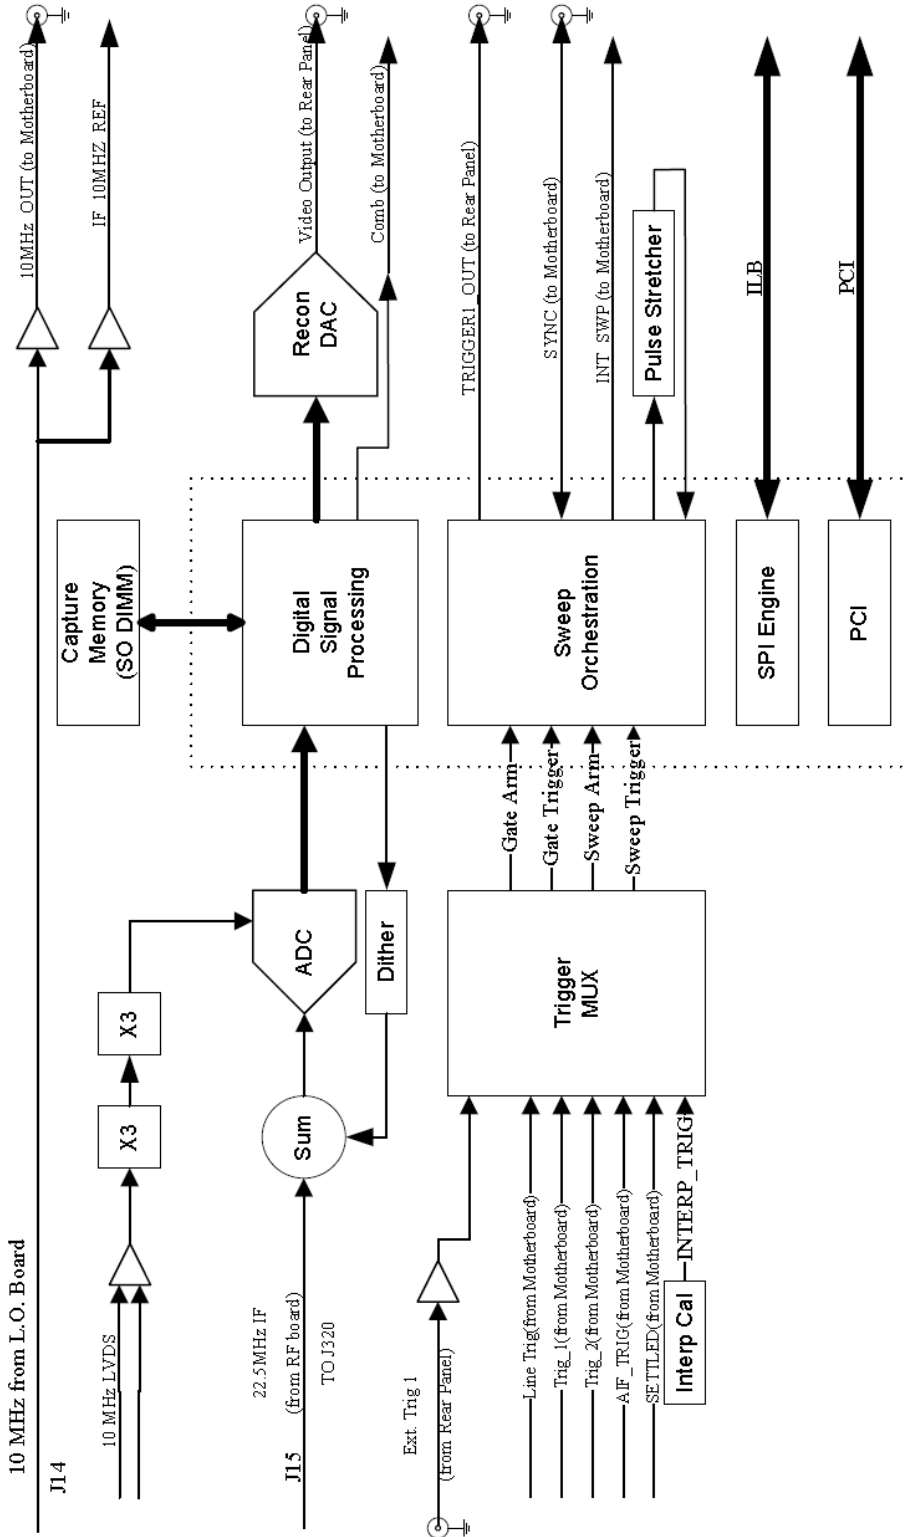 10 MHz from L.O. Board
J14
10MHz OUT (to Motherboard)
IF 10MHZ REF
10 MHz LVDS
X3
X3
Capture
Memory
(SO DIMM)
22.5MHz IF
(from RF board)
J15
TO J320
Sum
ADC
Dither
Digital
Signal
Processing
Recon
DAC
Video Output (to Rear Panel)
Comb (to Motherboard)
Ext. Trig 1
(from Rear Panel)
Line Trig(from Motherboard)
Trig_1(from Motherboard)
Trig_2(from Motherboard)
AIF_TRIG(from Motherboard)
SETTLED(from Motherboard)
Interp Cal
INTERP_TRIG
Trigger
MUX
Gate Arm
Gate Trigger
Sweep Arm
Sweep Trigger
Sweep
Orchestration
TRIGGER1_OUT (to Rear Panel)
SYNC (to Motherboard)
INT SWP (to Motherboard)
Pulse Stretcher
SPI Engine
ILB
PCI
PCI